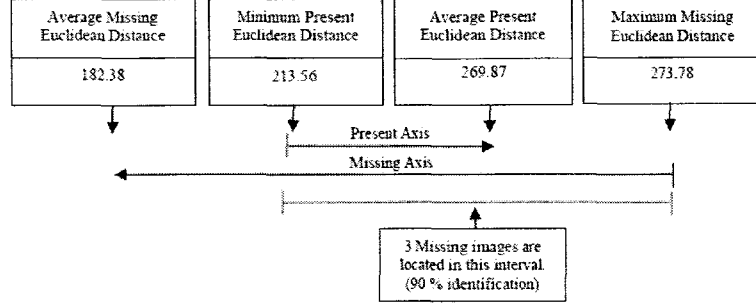 Average Missing
Euclidean Distance
182.38
Minimum Present
Euclidean Distance
213.56
Average Present
Euclidean Distance
269.87
Maximum Missing
Euclidean Distance
273.78
Present Axis
Missing Axis
3 Missing images are
located in this interval.
(90 % identification)